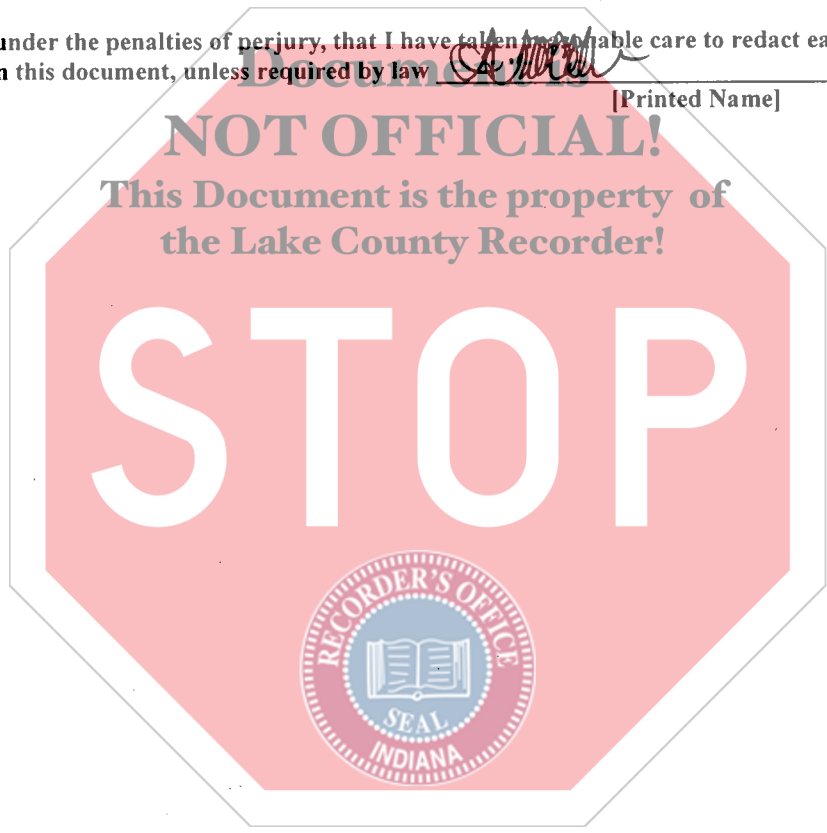 under the penalties of perjury, that I have taken reasonable care to redact ea
n this document, unless required by law
[Printed Name]
Document is
NOT OFFICIAL!
This Document is the property of
the Lake County Recorder!
STOP
RECORDER'S OFFICE
SEAL
INDIANA